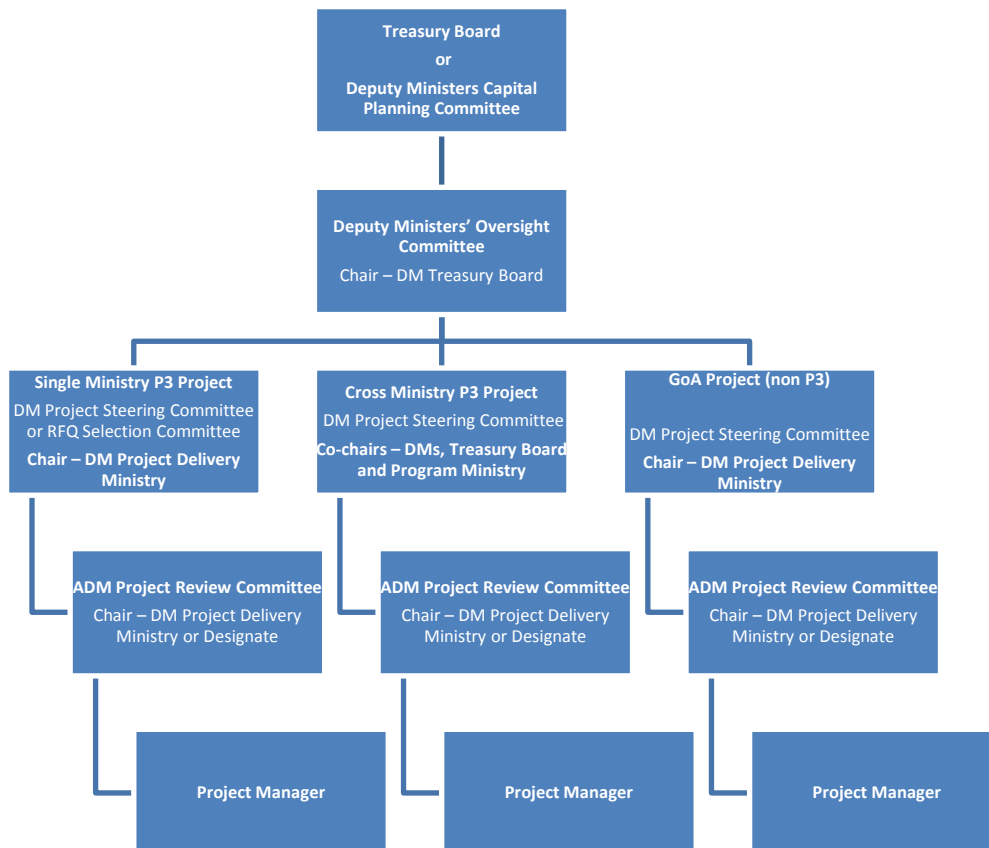 Treasury Board
or
Deputy Ministers Capital
Planning Committee
Deputy Ministers’ Oversight
Committee
Chair – DM Treasury Board
Single Ministry P3 Project
DM Project Steering Committee
or RFQ Selection Committee
Chair – DM Project Delivery
Ministry
Cross Ministry P3 Project
DM Project Steering Committee
Co-chairs – DMs, Treasury Board
and Program Ministry
GoA Project (non P3)
DM Project Steering Committee
Chair – DM Project Delivery
Ministry
ADM Project Review Committee
Chair – DM Project Delivery
Ministry or Designate
ADM Project Review Committee
Chair – DM Project Delivery
Ministry or Designate
ADM Project Review Committee
Chair – DM Project Delivery
Ministry or Designate
Project Manager
Project Manager
Project Manager